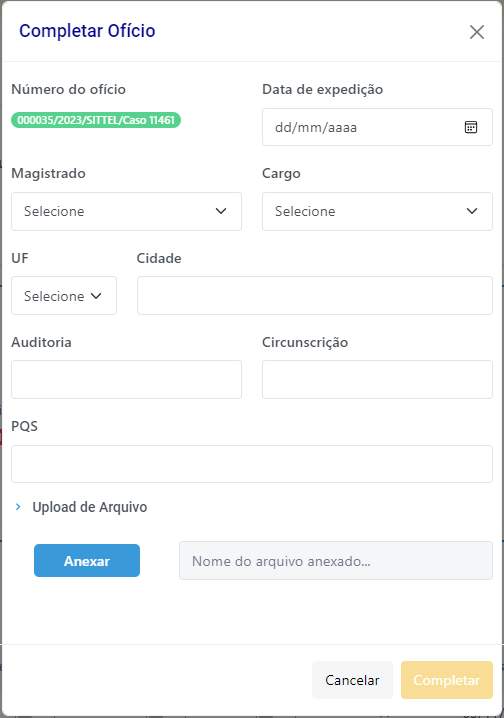 Completar Ofício
Número do ofício
Data de expedição
000035/2023/SITTEL/Caso 11461
dd/mm/aaaa
Magistrado
Cargo
Selecione
Selecione
UF
Cidade
Selecione
Auditoria
Circunscrição
PQS
Upload de Arquivo
Anexar
Nome do arquivo anexado...
Cancelar
Completar